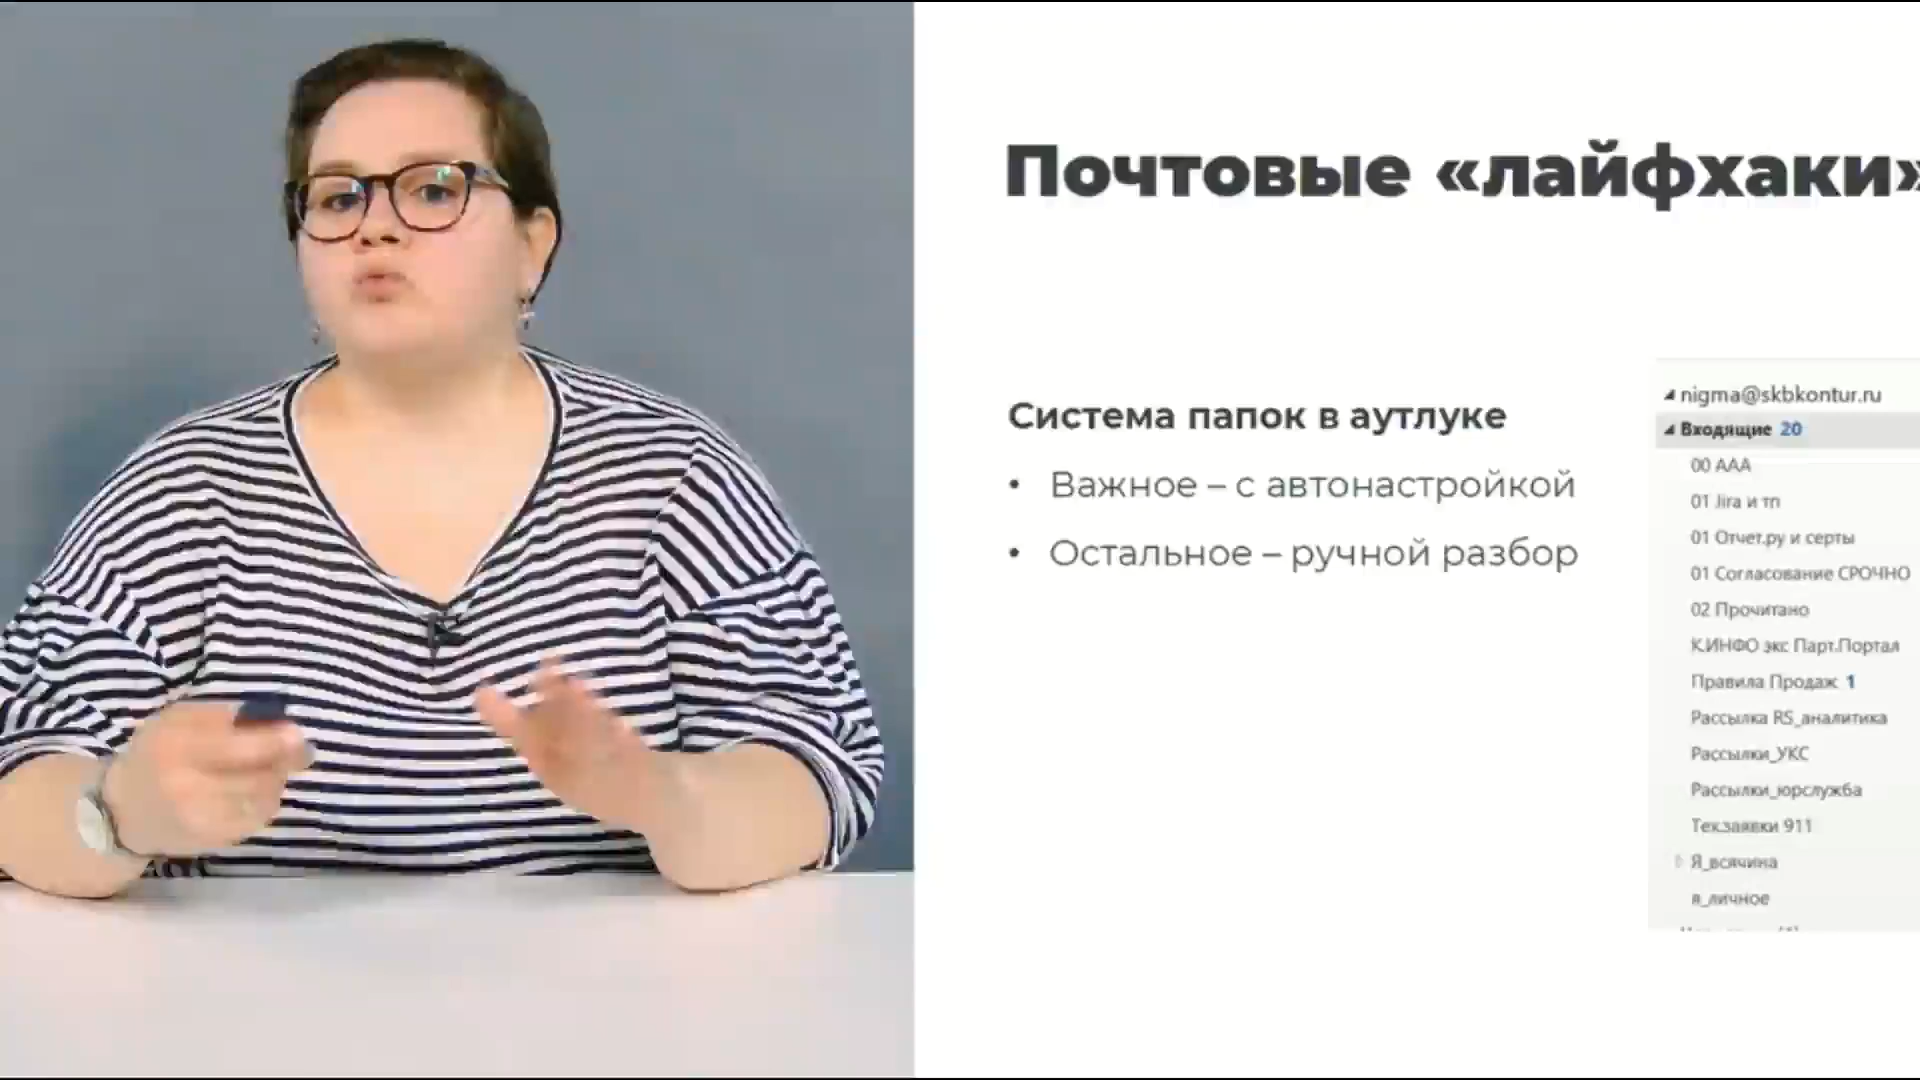 Почтовые «лайфхаки»
Система папок в аутлуке
• Важное – с автонастройкой
• Остальное – ручной разбор
nigma@skbkontur.ru
Входящие 20
00 ААА
01 Jira и тп
01 Отчет.ру и серты
01 Согласование СРОЧНО
02 Прочитано
К.ИНФО экс Парт.Портал
Правила Продаж 1
Рассылка RS_аналитика
Рассылки_УКС
Рассылки_юрслужба
Тех.заявки 911
Я_всячина
я_личное